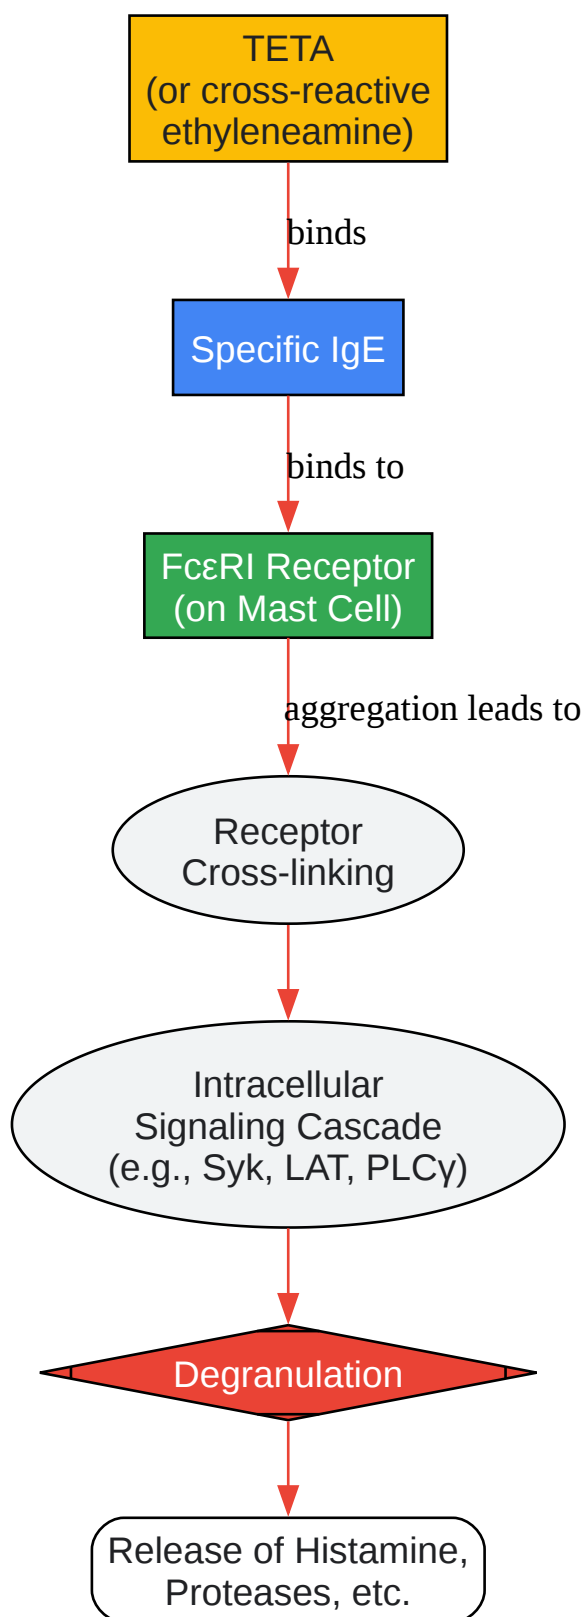 TETA
(or cross-reactive
ethyleneamine)
binds
Specific IgE
binds to
FcεRI Receptor
(on Mast Cell)
aggregation leads to
Receptor
Cross-linking
Intracellular
Signaling Cascade
(e.g., Syk, LAT, PLCγ)
Degranulation
Release of Histamine,
Proteases, etc.